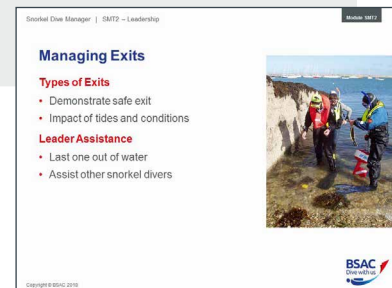 Snorkel Dive Manager | SMT2 – Leadership
Module SMT2
Managing Exits
Types of Exits
• Demonstrate safe exit
• Impact of tides and conditions
Leader Assistance
• Last one out of water
• Assist other snorkel divers
BSAC
Dive with us
Copyright © BSAC 2016